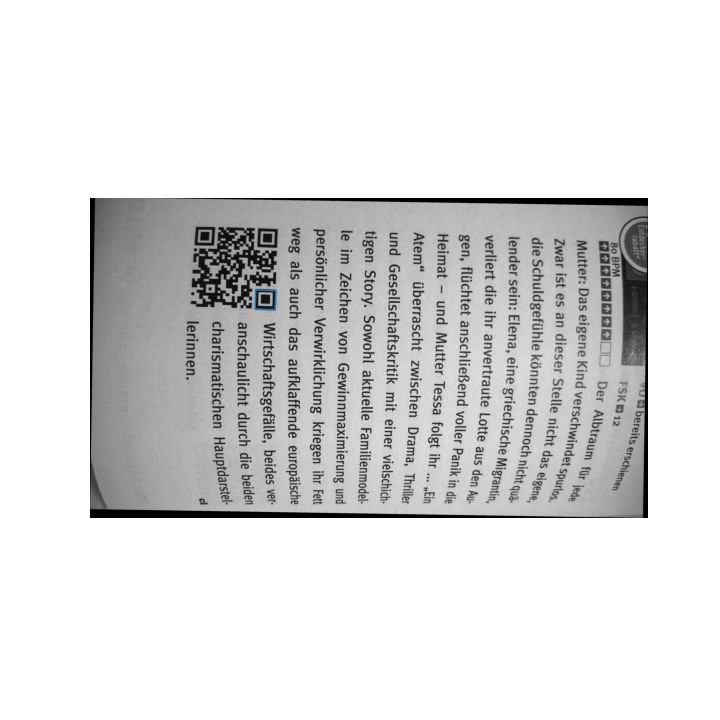 Entdecker
rabatt*
bereits erschienen
FSK 12
80 BPM
Der Albtraum für jede
Mutter: Das eigene Kind verschwindet spurlos.
Zwar ist es an dieser Stelle nicht das eigene,
die Schuldgefühle könnten dennoch nicht quä-
lender sein: Elena, eine griechische Migrantin,
verliert die ihr anvertraute Lotte aus den Au-
gen, flüchtet anschließend voller Panik in die
Heimat – und Mutter Tessa folgt ihr ... „Ein
Atem“ überrascht zwischen Drama, Thriller
und Gesellschaftskritik mit einer vielschich-
tigen Story. Sowohl aktuelle Familienmodel-
le im Zeichen von Gewinnmaximierung und
persönlicher Verwirklichung kriegen ihr Fett
weg als auch das aufklaffende europäische
Wirtschaftsgefälle, beides ver-
anschaulicht durch die beiden
charismatischen Hauptdarstel-
lerinnen.